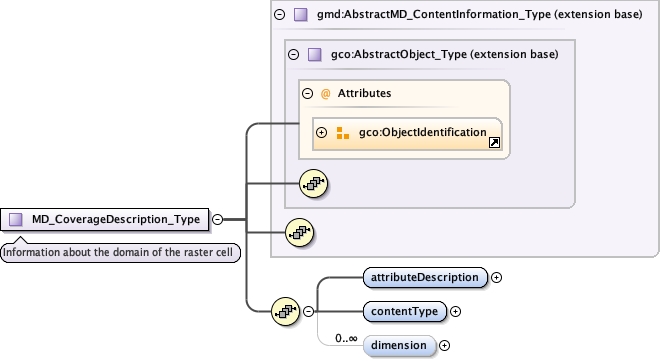 gmd:AbstractMD_ContentInformation_Type (extension base)
gco:AbstractObject_Type (extension base)
@ Attributes
gco:ObjectIdentification
MD_CoverageDescription_Type
Information about the domain of the raster cell
attributeDescription
contentType
0..∞
dimension